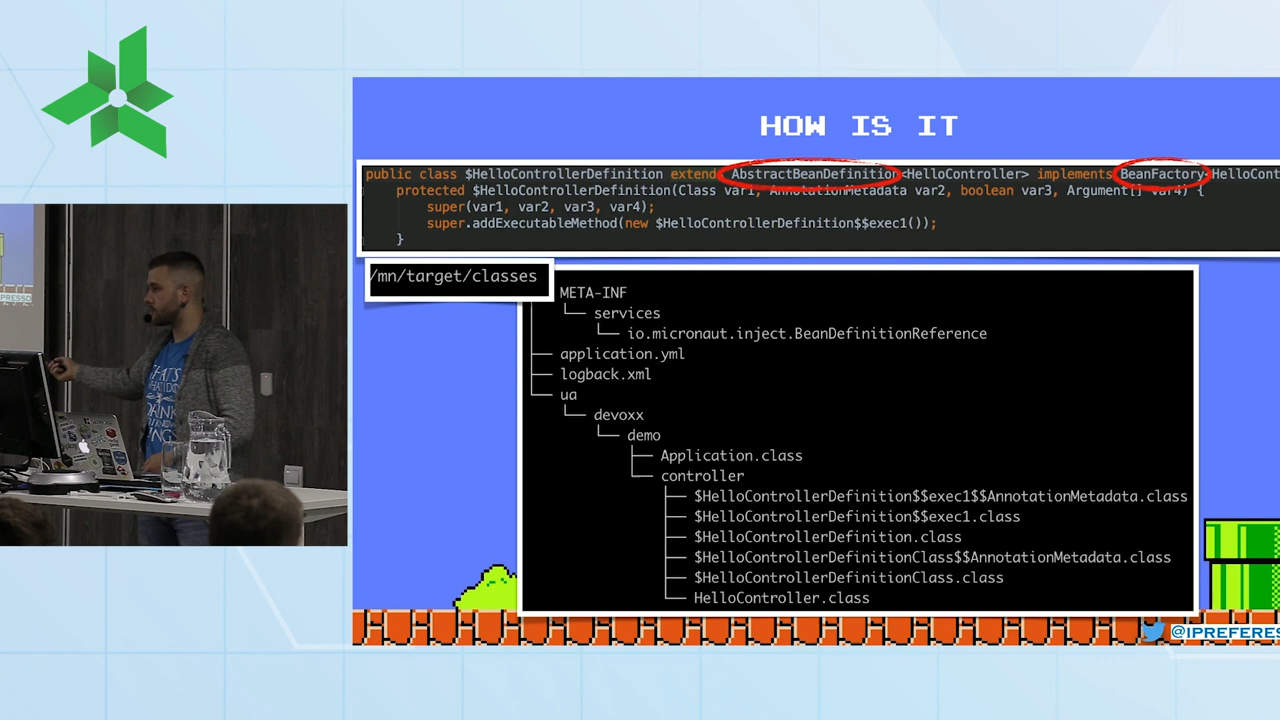 HOW IS IT
public class $HelloControllerDefinition extend AbstractBeanDefinition<HelloController> implements BeanFactory<HelloCont
protected $HelloControllerDefinition(Class var1, AnnotationMetadata var2, boolean var3, Argument[] var4) {
super(var1, var2, var3, var4);
super.addExecutableMethod(new $HelloControllerDefinition$$exec1());
}
/mn/target/classes
META-INF
services
io.micronaut.inject.BeanDefinitionReference
application.yml
logback.xml
ua
devoxx
demo
Application.class
controller
$HelloControllerDefinition$$exec1$$AnnotationMetadata.class
$HelloControllerDefinition$$exec1.class
$HelloControllerDefinition.class
$HelloControllerDefinitionClass$$AnnotationMetadata.class
$HelloControllerDefinitionClass.class
HelloController.class
@IPREFERES